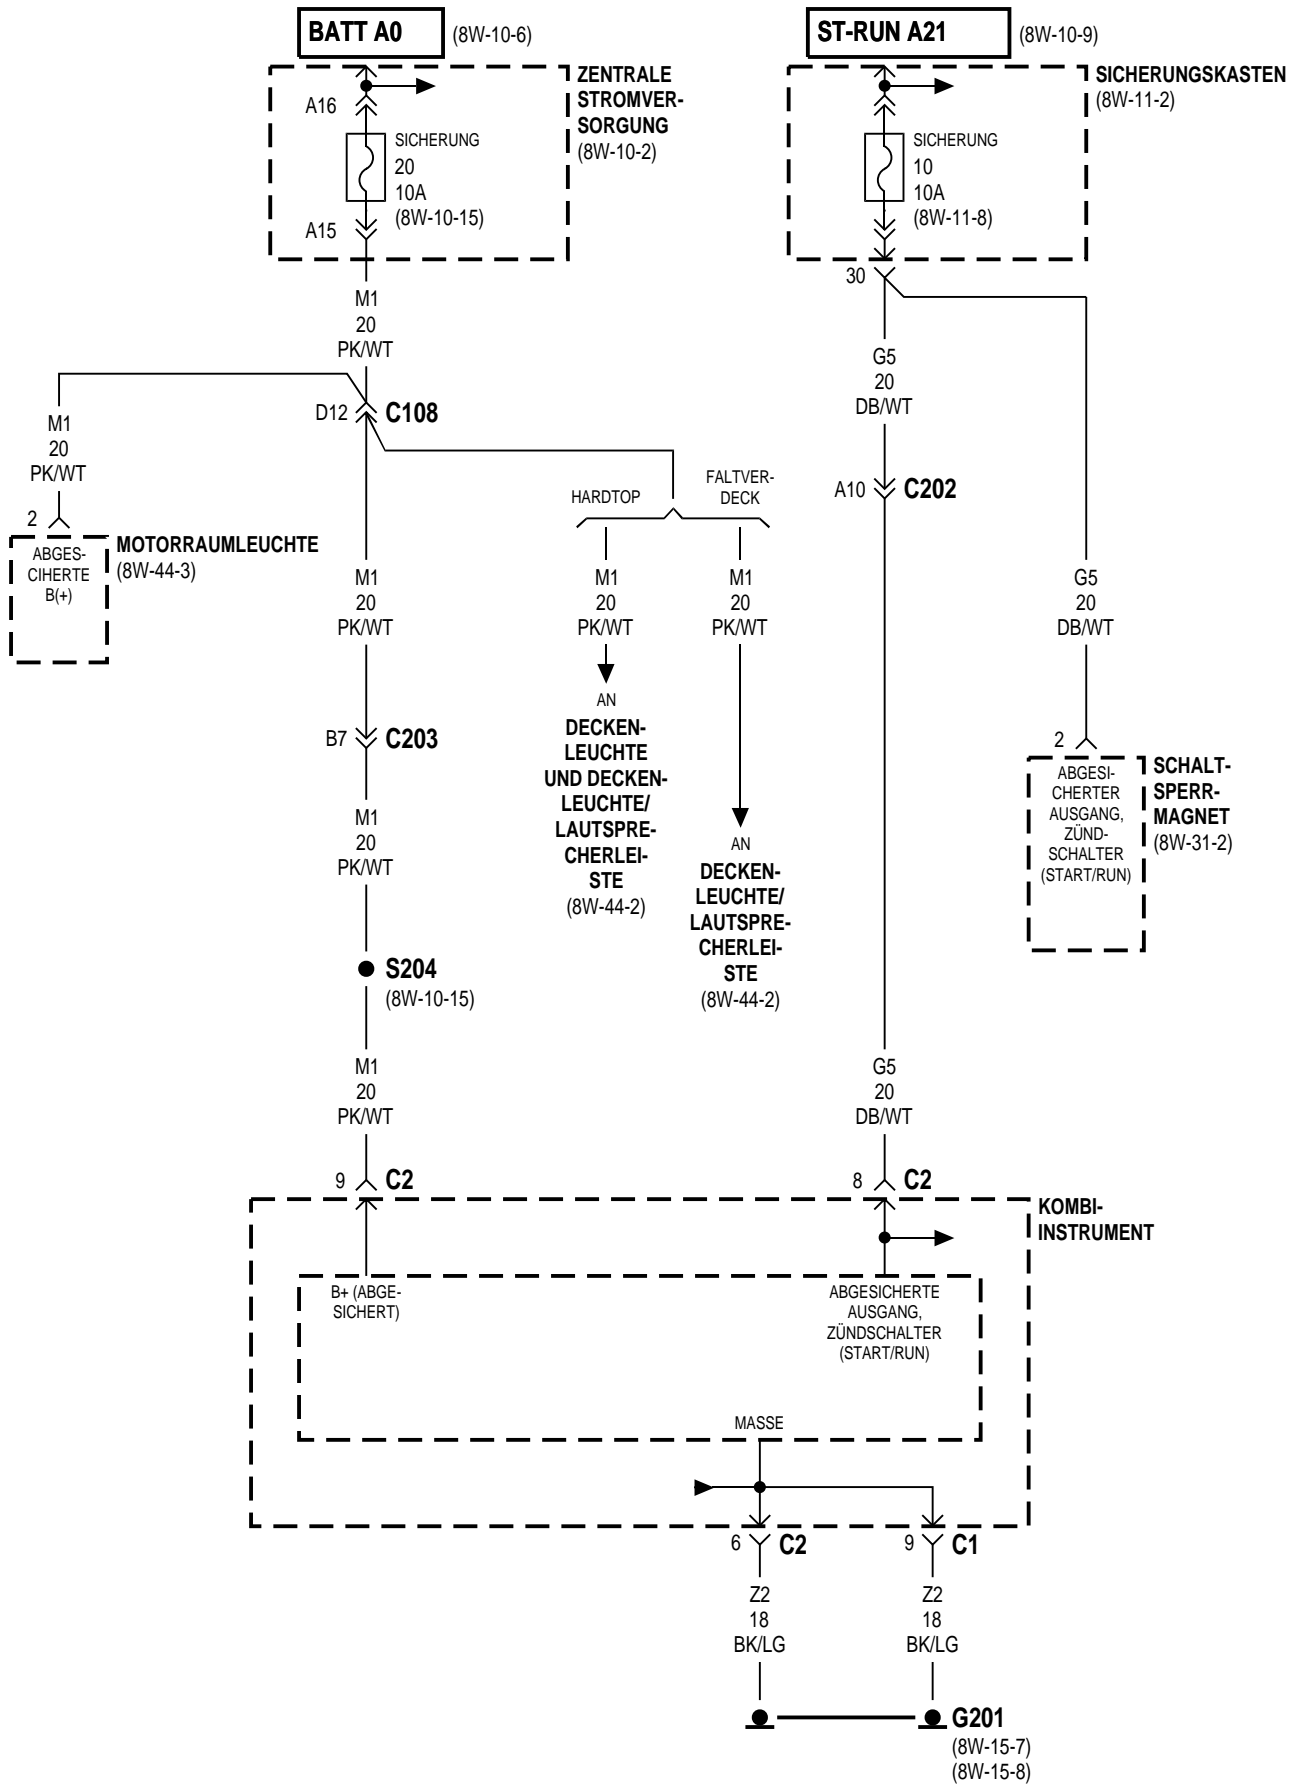 BATT A0
(8W-10-6)
ST-RUN A21
(8W-10-9)
ZENTRALE
STROMVER-
SORGUNG
(8W-10-2)
A16
SICHERUNG
20
10A
(8W-10-15)
A15
SICHERUNGSKASTEN
(8W-11-2)
SICHERUNG
10
10A
(8W-11-8)
30
M1
20
PK/WT
G5
20
DB/WT
D12
C108
M1
20
PK/WT
2
ABGES-
CIHERTE
B(+)
MOTORRAUMLEUCHTE
(8W-44-3)
HARDTOP
FALTVER-
DECK
A10
C202
M1
20
PK/WT
M1
20
PK/WT
M1
20
PK/WT
G5
20
DB/WT
AN
DECKEN-
LEUCHTE
UND DECKEN-
LEUCHTE/
LAUTSPRE-
CHERLEI-
STE
(8W-44-2)
B7
C203
M1
20
PK/WT
AN
DECKEN-
LEUCHTE/
LAUTSPRE-
CHERLEI-
STE
(8W-44-2)
2
ABGESI-
CHERTER
AUSGANG,
ZÜND-
SCHALTER
(START/RUN)
SCHALT-
SPERR-
MAGNET
(8W-31-2)
S204
(8W-10-15)
M1
20
PK/WT
G5
20
DB/WT
9
C2
8
C2
KOMBI-
INSTRUMENT
B+ (ABGE-
SICHERT)
ABGESICHERTE
AUSGANG,
ZÜNDSCHALTER
(START/RUN)
MASSE
6
C2
9
C1
Z2
18
BK/LG
Z2
18
BK/LG
G201
(8W-15-7)
(8W-15-8)